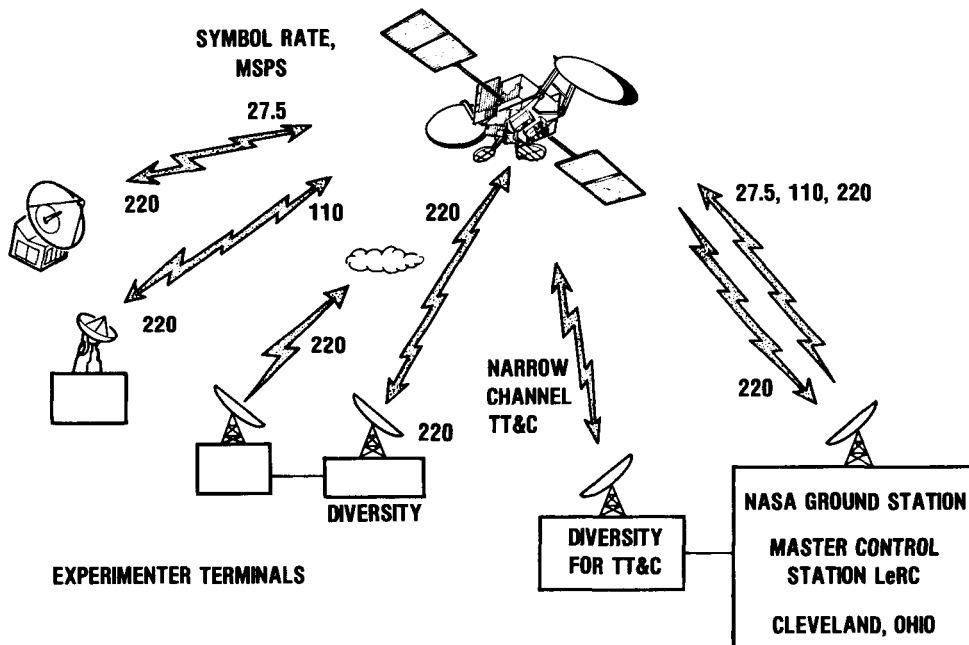 SYMBOL RATE,
MSPS
27.5
220
110
220
220
220
220
27.5, 110, 220
220
NARROW
CHANNEL
TT&C
DIVERSITY
EXPERIMENTER TERMINALS
DIVERSITY
FOR TT&C
NASA GROUND STATION
MASTER CONTROL
STATION LeRC
CLEVELAND, OHIO